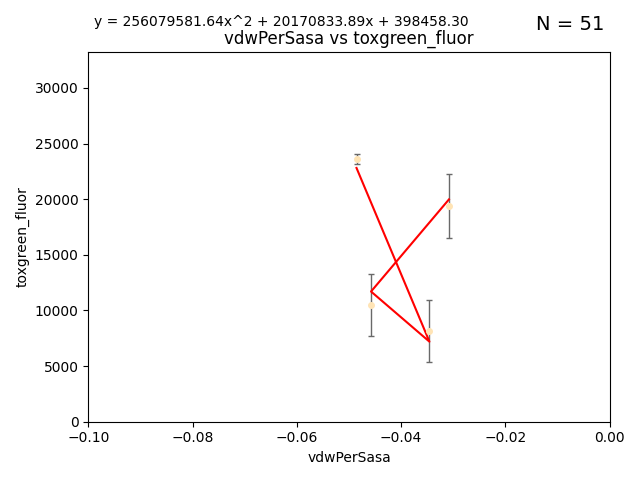 y = 256079581.64x^2 + 20170833.89x + 398458.30
N = 51
vdwPerSasa vs toxgreen_fluor
30000
25000
20000
15000
10000
5000
0
toxgreen_fluor
−0.10
−0.08
−0.06
−0.04
−0.02
0.00
vdwPerSasa